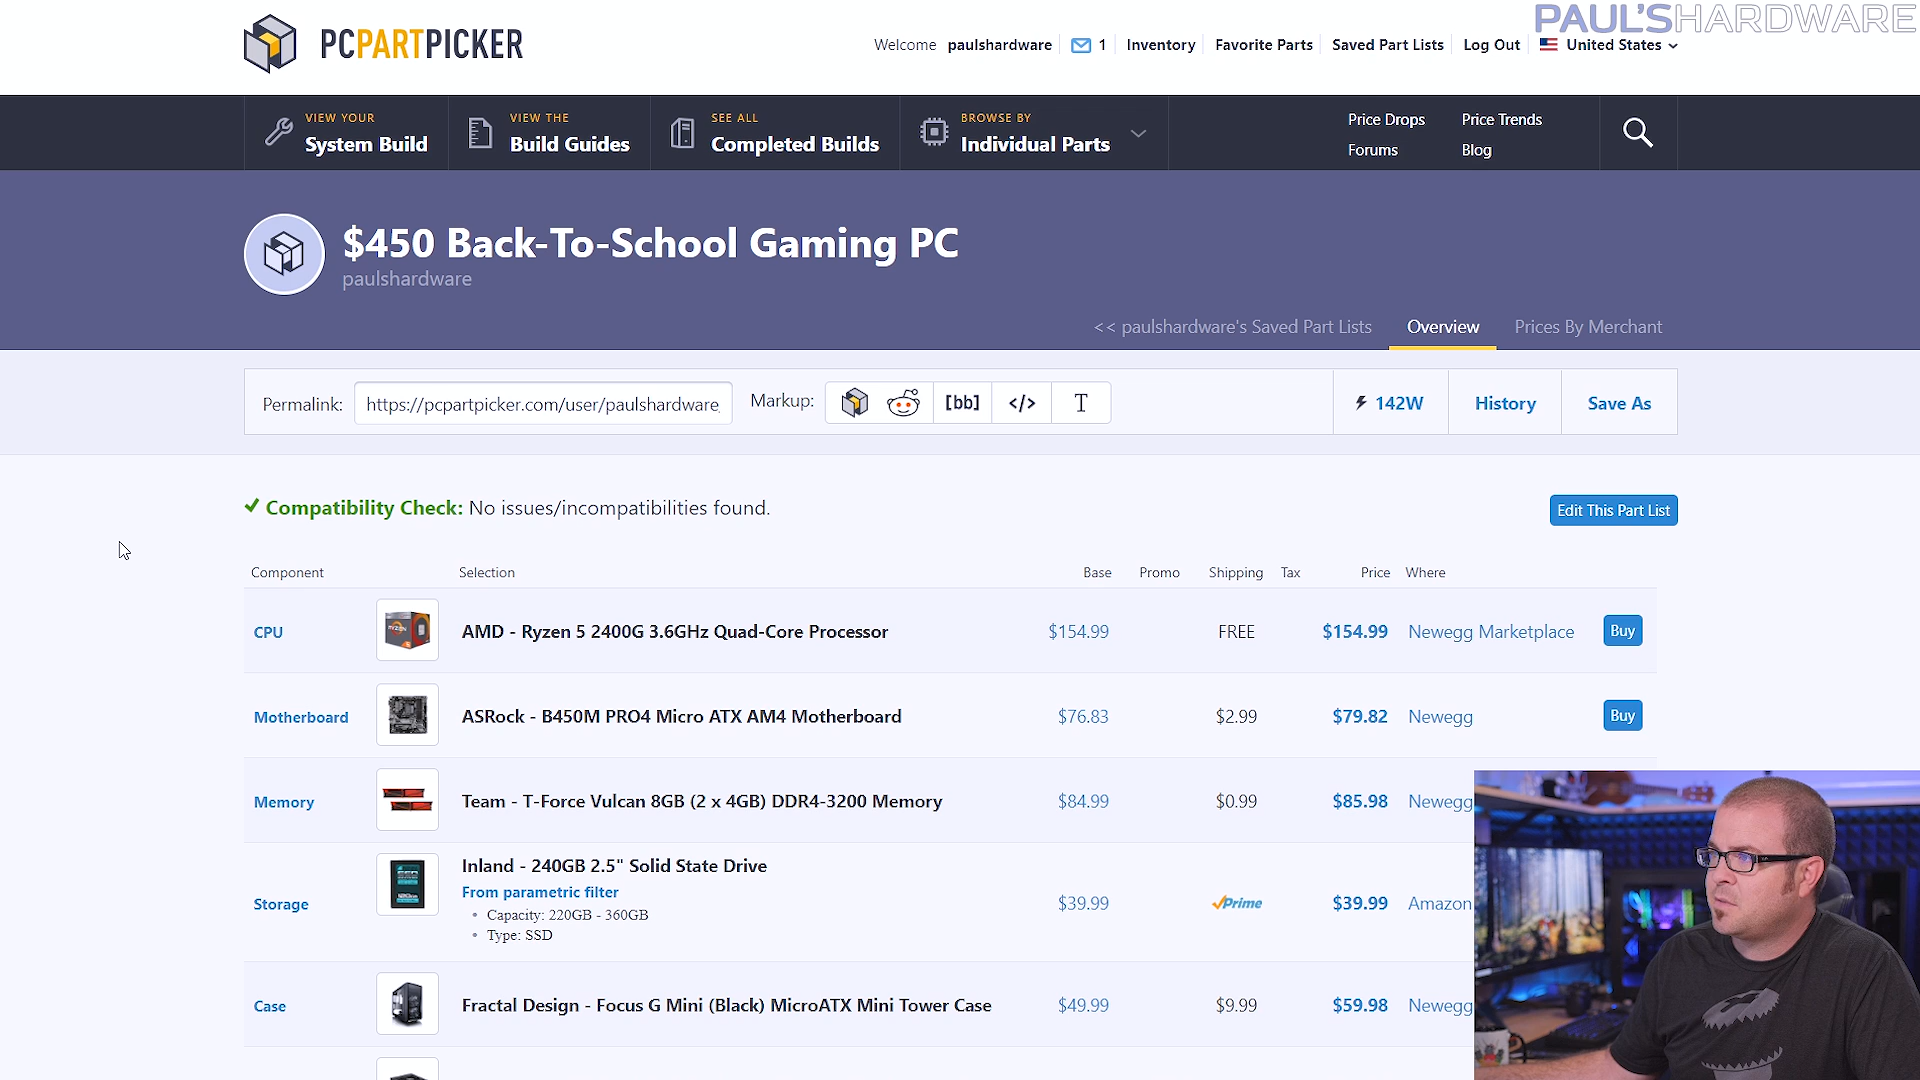 PAUL'SHARDWARE
PCPARTPICKER
Welcome paulshardware 1 Inventory Favorite Parts Saved Part Lists Log Out United States
VIEW YOUR
System Build
VIEW THE
Build Guides
SEE ALL
Completed Builds
BROWSE BY
Individual Parts
Price Drops Price Trends
Forums Blog
$450 Back-To-School Gaming PC
paulshardware
<< paulshardware's Saved Part Lists Overview Prices By Merchant
Permalink: https://pcpartpicker.com/user/paulshardware Markup: [bb] </> T 142W History Save As
Compatibility Check: No issues/incompatibilities found.
Edit This Part List
Component Selection Base Promo Shipping Tax Price Where
CPU AMD - Ryzen 5 2400G 3.6GHz Quad-Core Processor $154.99 FREE $154.99 Newegg Marketplace Buy
Motherboard ASRock - B450M PRO4 Micro ATX AM4 Motherboard $76.83 $2.99 $79.82 Newegg Buy
Memory Team - T-Force Vulcan 8GB (2 x 4GB) DDR4-3200 Memory $84.99 $0.99 $85.98 Newegg
Inland - 240GB 2.5" Solid State Drive
From parametric filter
Storage $39.99 Prime $39.99 Amazon
• Capacity: 220GB - 360GB
• Type: SSD
Case Fractal Design - Focus G Mini (Black) MicroATX Mini Tower Case $49.99 $9.99 $59.98 Newegg